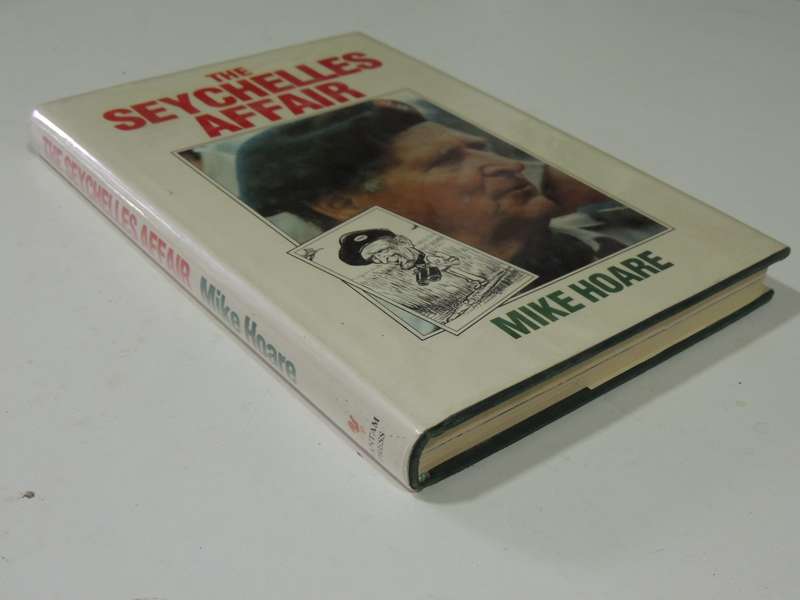 THE
SEYCHELLES
AFFAIR
MIKE HOARE
THE SEYCHELLES AFFAIR Mike Hoare